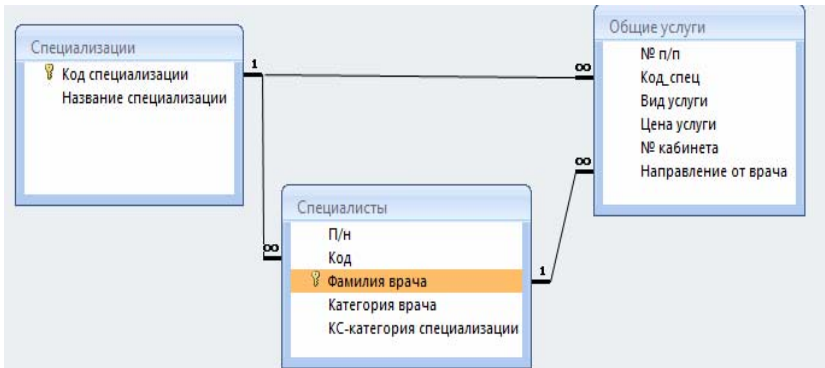 Специализации
Код специализации
Название специализации
1
∞
Общие услуги
№ п/п
Код_спец
Вид услуги
Цена услуги
№ кабинета
Направление от врача
∞
Специалисты
П/н
Код
Фамилия врача
Категория врача
КС-категория специализации
∞
1